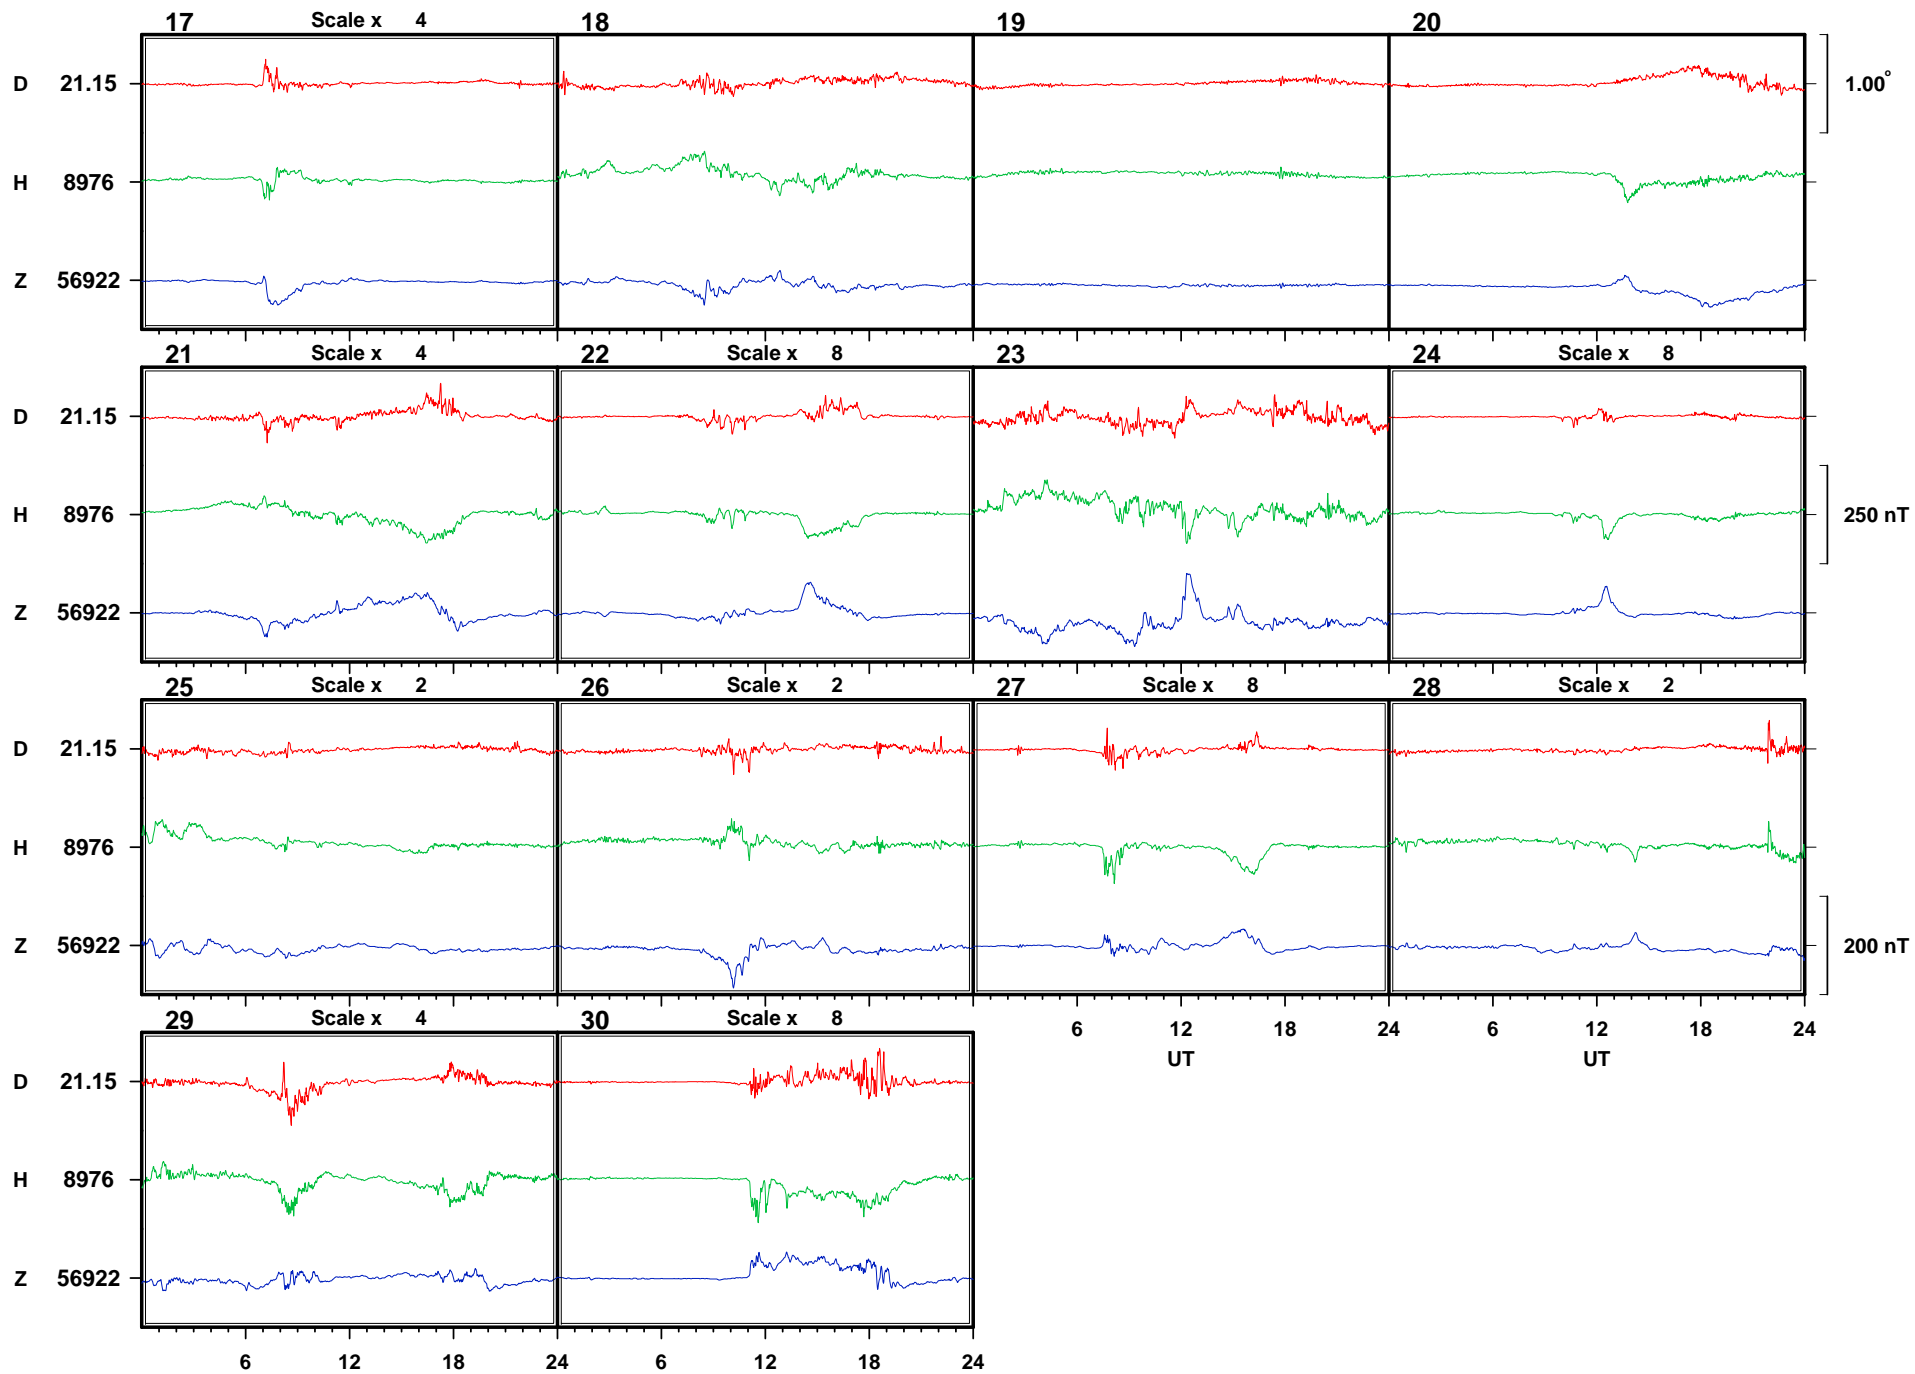 17 Scale x 4 18 19 20
D 21.15 1.00°
H 8976
Z 56922
21 Scale x 4 22 Scale x 8 23 24 Scale x 8
D 21.15
H 8976 250 nT
Z 56922
25 Scale x 2 26 Scale x 2 27 Scale x 8 28 Scale x 2
D 21.15
H 8976
Z 56922 200 nT
29 Scale x 4 30 Scale x 8 6 12 18 24 6 12 18 24
UT UT
D 21.15
H 8976
Z 56922
6 12 18 24 6 12 18 24